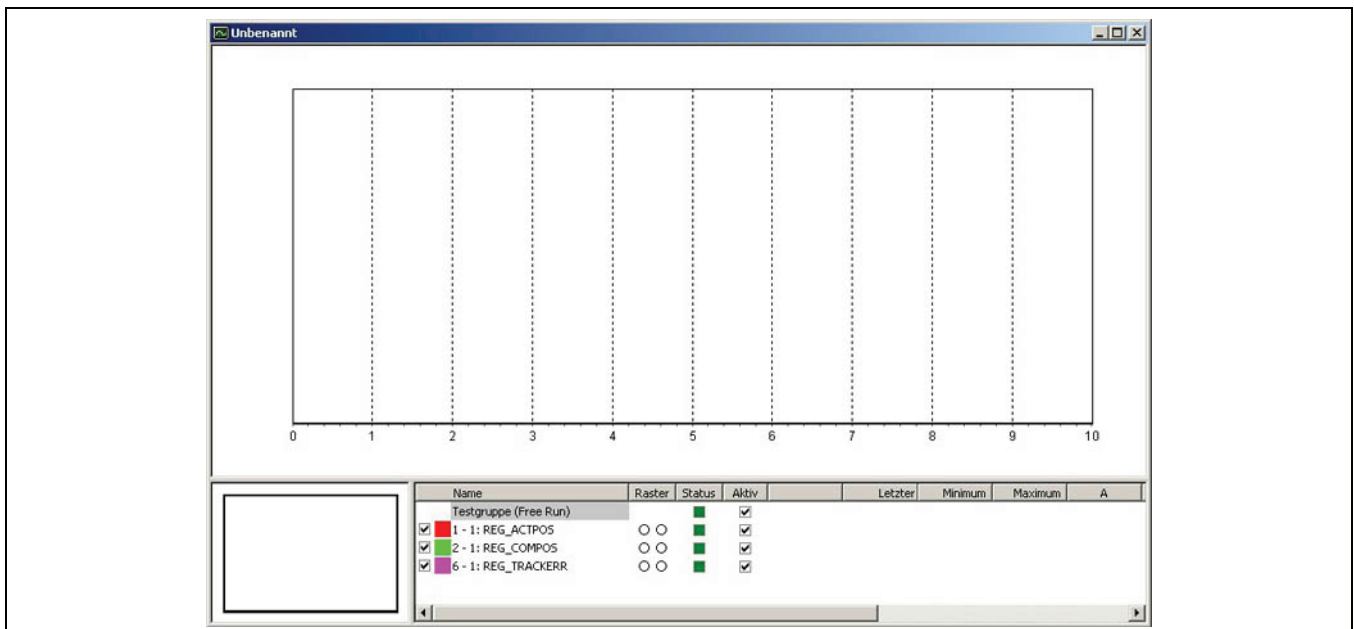 Unbenannt
0 1 2 3 4 5 6 7 8 9 10
Name Raster Status Aktiv Letzter Minimum Maximum A
Testgruppe (Free Run)
1 - 1: REG_ACTPOS
2 - 1: REG_COMPOS
6 - 1: REG_TRACKERR